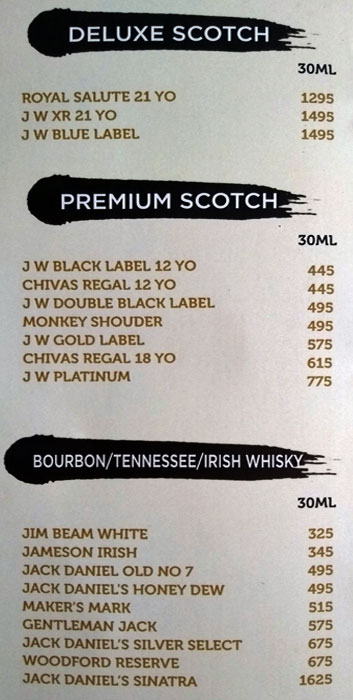 DELUXE SCOTCH
30ML
ROYAL SALUTE 21 YO 1295
J W XR 21 YO 1495
J W BLUE LABEL 1495
PREMIUM SCOTCH
30ML
J W BLACK LABEL 12 YO 445
CHIVAS REGAL 12 YO 445
J W DOUBLE BLACK LABEL 495
MONKEY SHOUDER 495
J W GOLD LABEL 575
CHIVAS REGAL 18 YO 615
J W PLATINUM 775
BOURBON/TENNESSEE/IRISH WHISKY
30ML
JIM BEAM WHITE 325
JAMESON IRISH 345
JACK DANIEL OLD NO 7 495
JACK DANIEL'S HONEY DEW 495
MAKER'S MARK 515
GENTLEMAN JACK 575
JACK DANIEL'S SILVER SELECT 675
WOODFORD RESERVE 675
JACK DANIEL'S SINATRA 1625